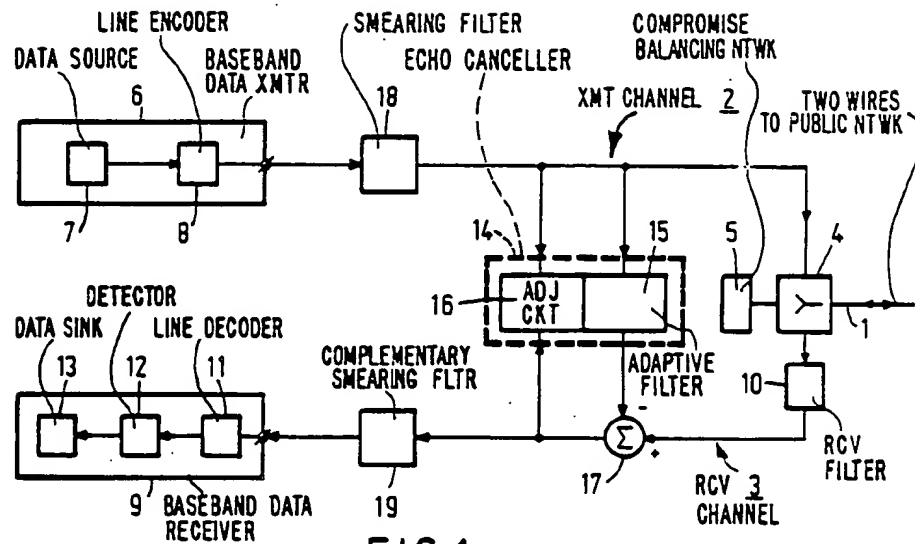 LINE ENCODER
DATA SOURCE
6
BASEBAND
DATA XMTR
7
8
SMEARING FILTER
18
ECHO CANCELLER
XMT CHANNEL 2
COMPROMISE
BALANCING NTWK
TWO WIRES
TO PUBLIC NTWK
14
15
16
ADJ
CKT
ADAPTIVE
FILTER
5
4
1
10
RCV
FILTER
DETECTOR
DATA SINK
LINE DECODER
13
12
11
COMPLEMENTARY
SMEARING FLTR
19
-
Σ
+
17
RCV 3
CHANNEL
9
BASEBAND DATA
RECEIVER